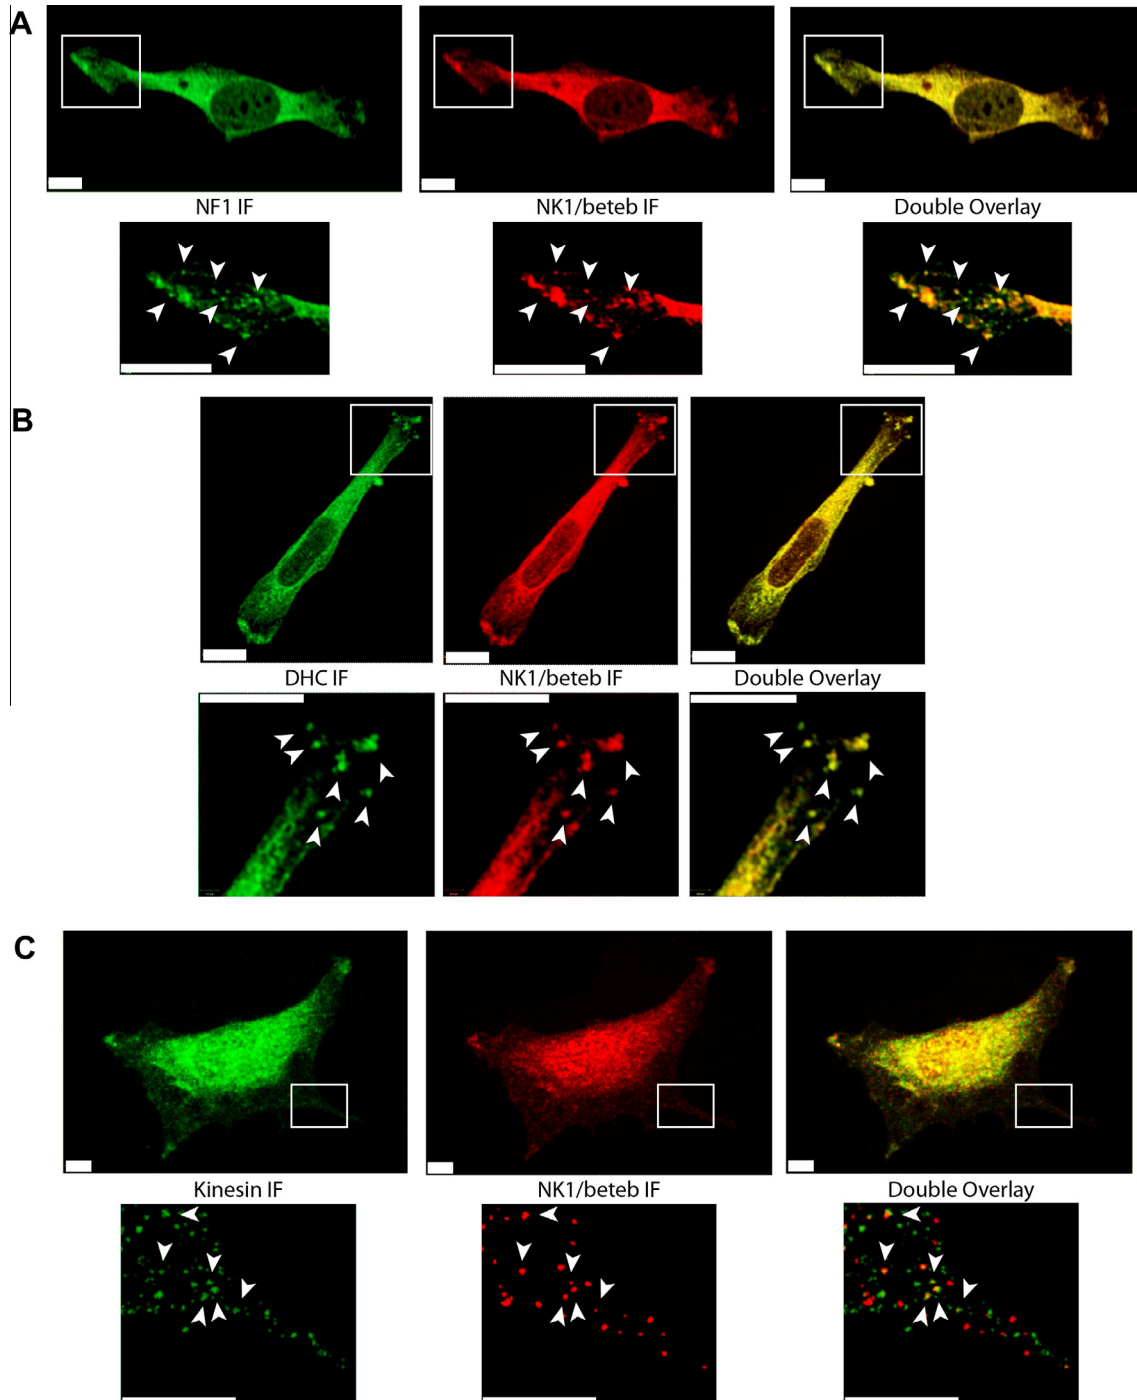 A
NF1 IF NK1/beteb IF Double Overlay
B
DHC IF NK1/beteb IF Double Overlay
C
Kinesin IF NK1/beteb IF Double Overlay